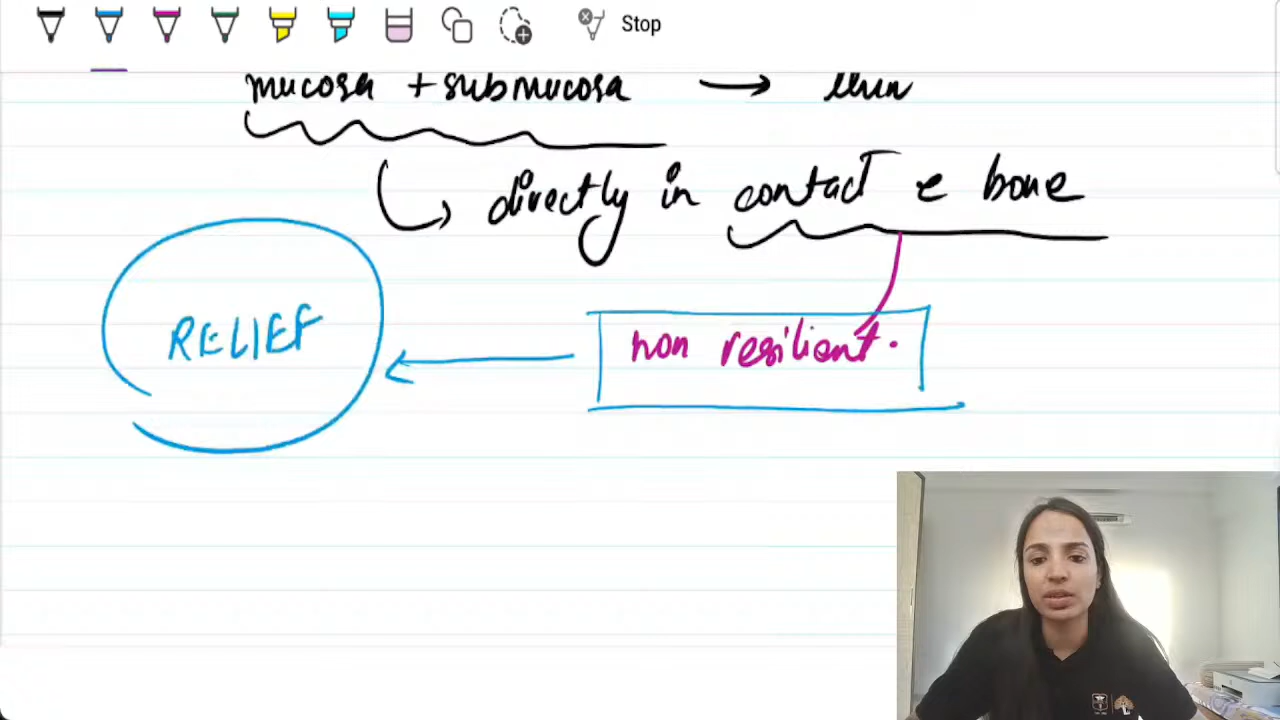 Stop
mucosa + submucosa → thin
directly in contact c bone
RELIEF
non resilient.